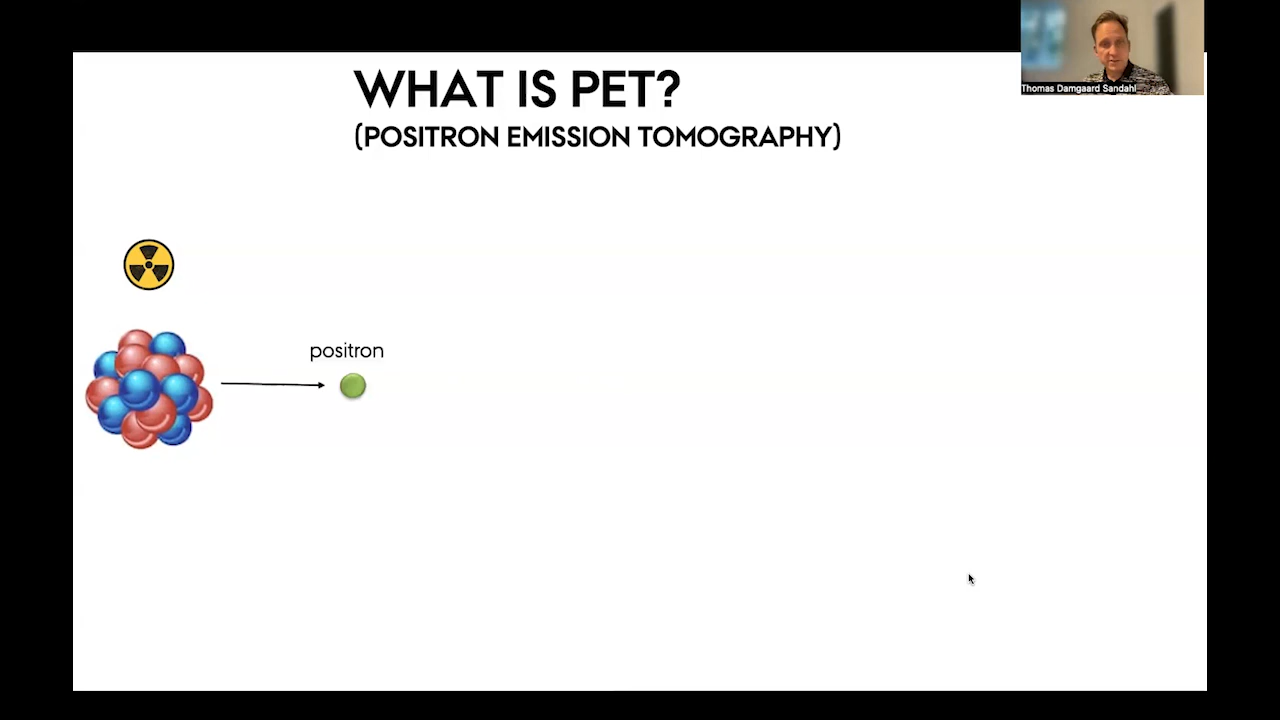 WHAT IS PET?
(POSITRON EMISSION TOMOGRAPHY)
Thomas Damgaard Sandahl
positron